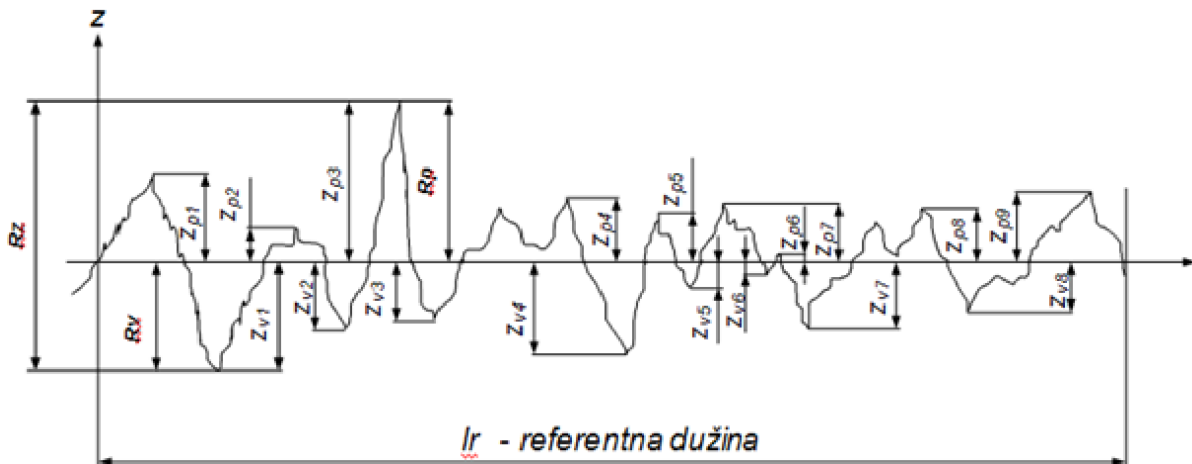 Z
Zp1
Zp2
Zp3
Rp
Zp4
Zp5
Zp6
Zp7
Zp8
Zp9
Rz
Rv
Zv1
Zv2
Zv3
Zv4
Zv5
Zv6
Zv7
Zv8
lr - referentna dužina